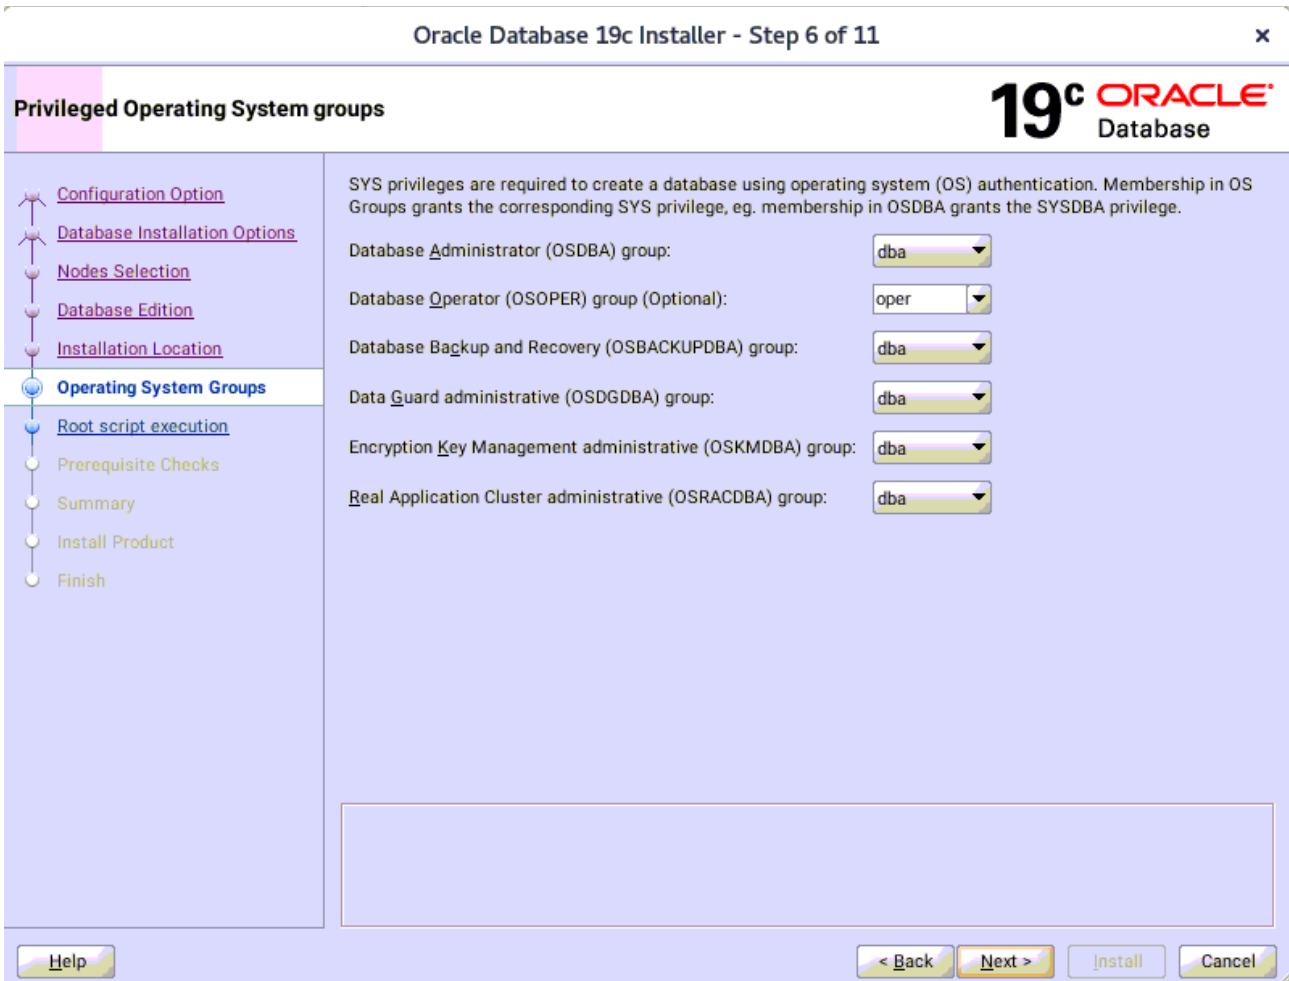 Oracle Database 19c Installer - Step 6 of 11
×
Privileged Operating System groups
19c ORACLE
Database
Configuration Option
Database Installation Options
Nodes Selection
Database Edition
Installation Location
Operating System Groups
Root script execution
Prerequisite Checks
Summary
Install Product
Finish
SYS privileges are required to create a database using operating system (OS) authentication. Membership in OS
Groups grants the corresponding SYS privilege, eg. membership in OSDBA grants the SYSDBA privilege.
Database Administrator (OSDBA) group: dba
Database Operator (OSOPER) group (Optional): oper
Database Backup and Recovery (OSBACKUPDBA) group: dba
Data Guard administrative (OSDGDBA) group: dba
Encryption Key Management administrative (OSKMDBA) group: dba
Real Application Cluster administrative (OSRACDBA) group: dba
Help
< Back
Next >
Install
Cancel